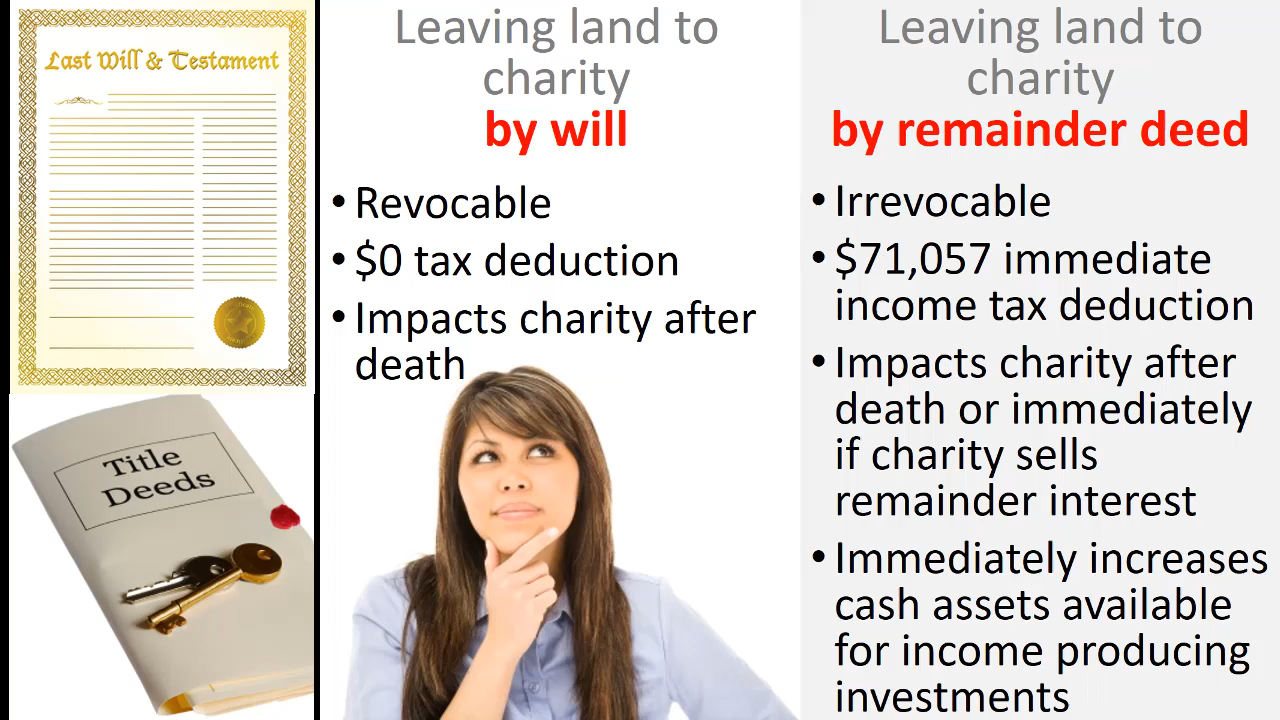 Last Will & Testament
Title
Deeds
Leaving land to
charity
by will
• Revocable
• $0 tax deduction
• Impacts charity after
death
Leaving land to
charity
by remainder deed
• Irrevocable
• $71,057 immediate
income tax deduction
• Impacts charity after
death or immediately
if charity sells
remainder interest
• Immediately increases
cash assets available
for income producing
investments